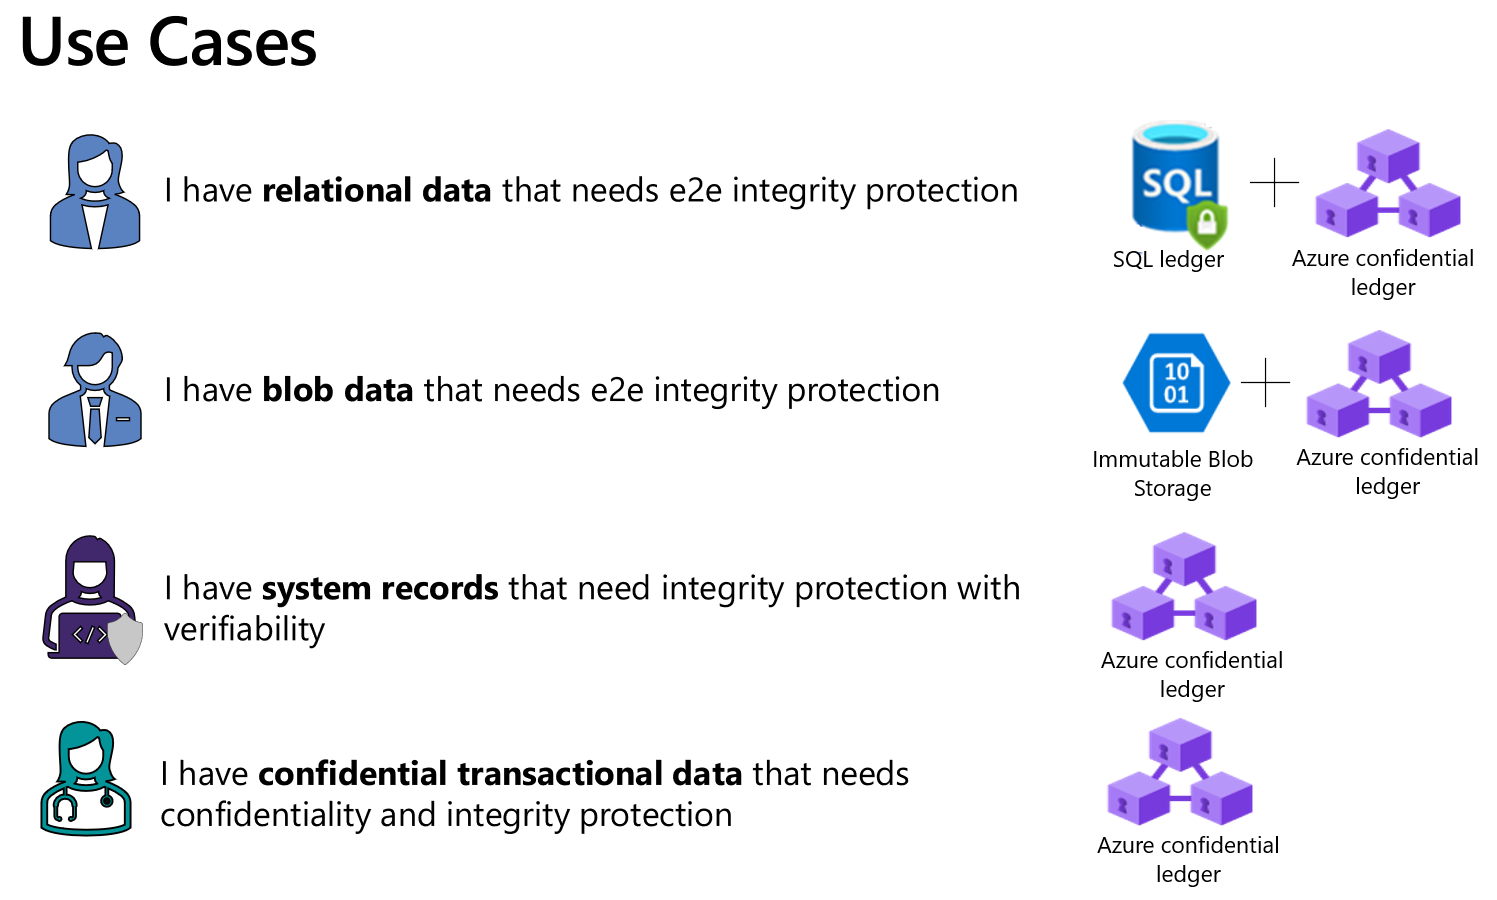 Use Cases
I have relational data that needs e2e integrity protection
SQL
SQL ledger
Azure confidential
ledger
I have blob data that needs e2e integrity protection
10
01
Immutable Blob
Storage
Azure confidential
ledger
I have system records that need integrity protection with
verifiability
</>
Azure confidential
ledger
I have confidential transactional data that needs
confidentiality and integrity protection
Azure confidential
ledger